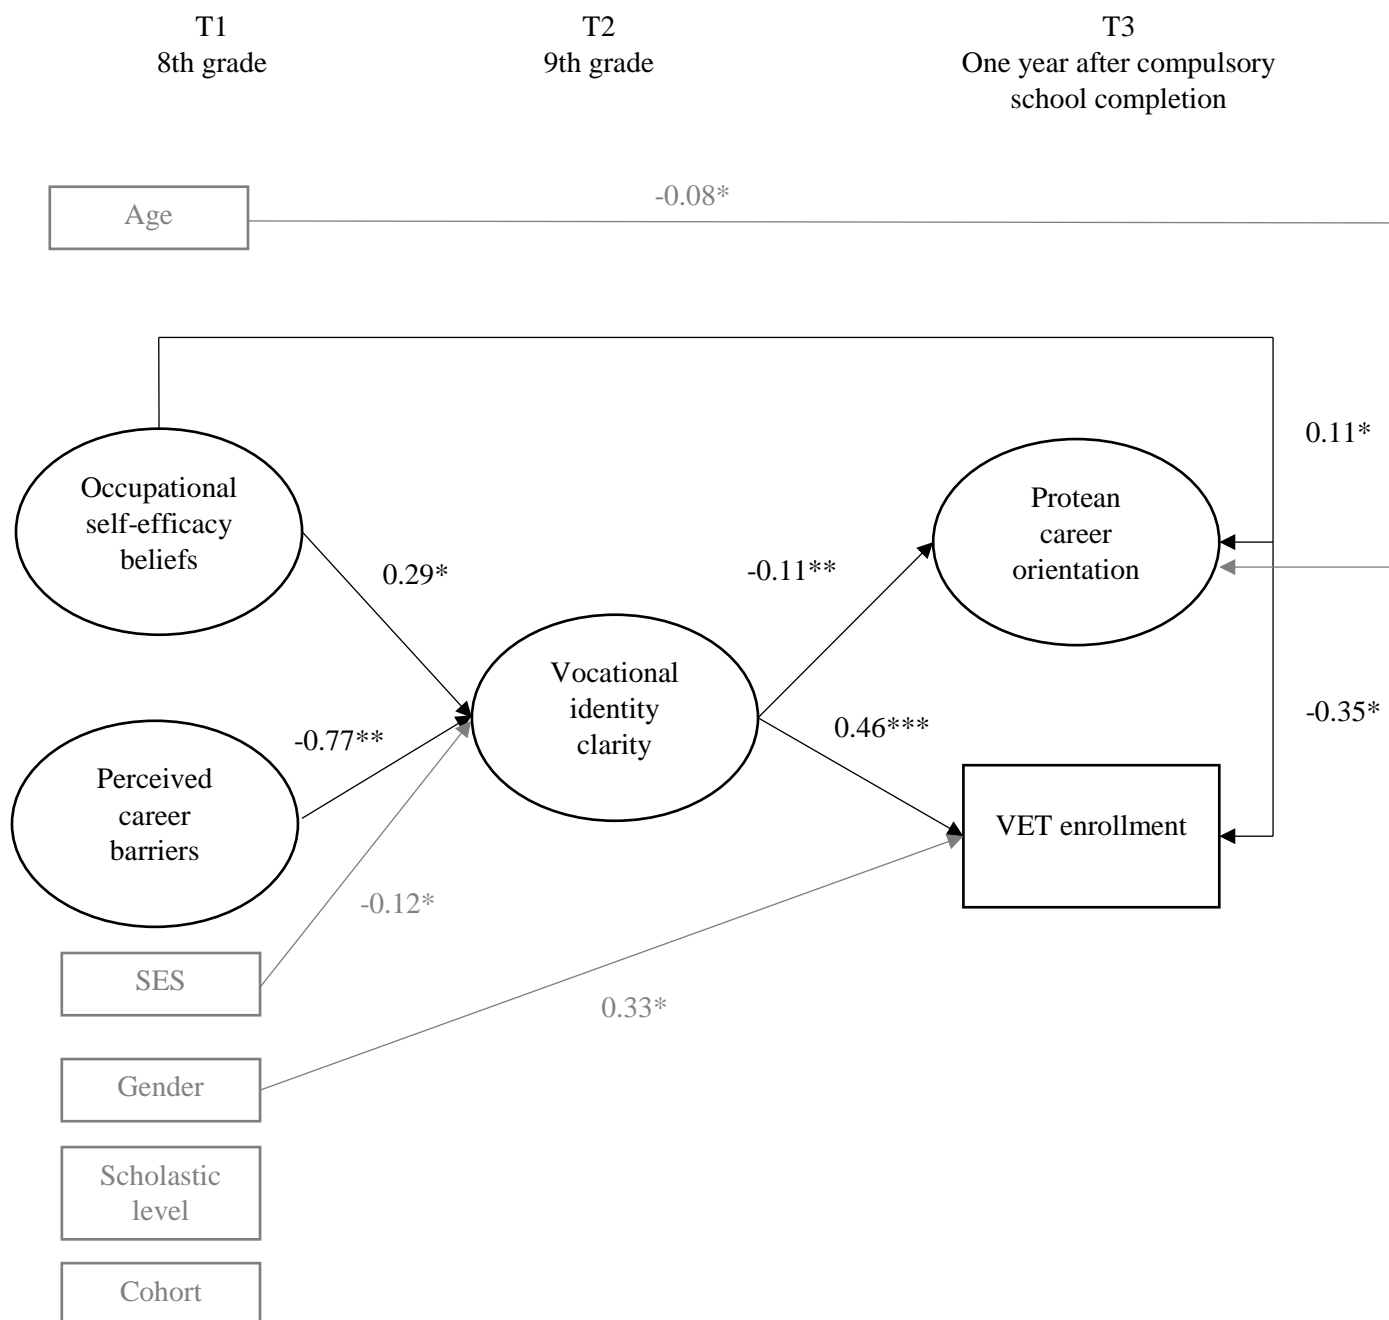 T1
8th grade
T2
9th grade
T3
One year after compulsory
school completion
Age
-0.08*
Occupational
self-efficacy
beliefs
0.29*
Perceived
career
barriers
-0.77**
Vocational
identity
clarity
-0.11**
0.46***
Protean
career
orientation
0.11*
-0.35*
VET enrollment
SES
-0.12*
Gender
0.33*
Scholastic
level
Cohort